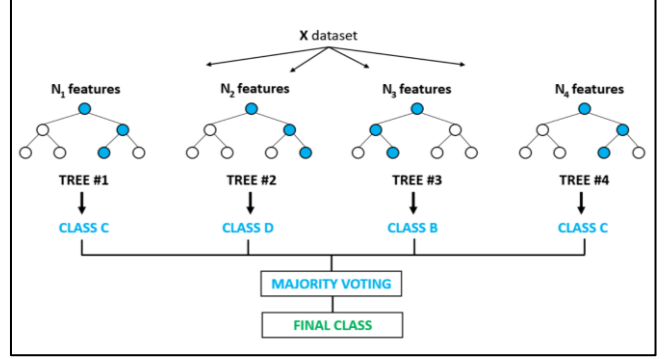 X dataset
N1 features
N2 features
N3 features
N4 features
TREE #1
TREE #2
TREE #3
TREE #4
CLASS C
CLASS D
CLASS B
CLASS C
MAJORITY VOTING
FINAL CLASS